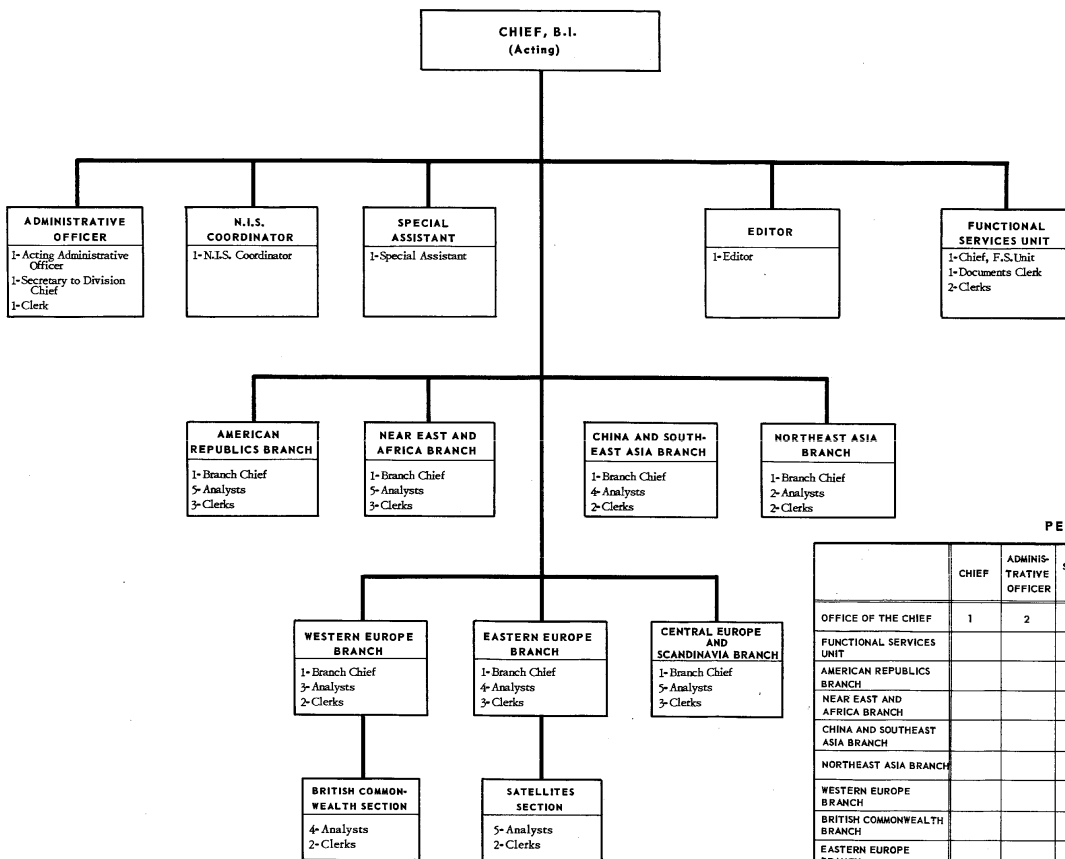 CHIEF, B.I.
(Acting)
ADMINISTRATIVE
OFFICER
1- Acting Administrative
Officer
1- Secretary to Division
Chief
1- Clerk
N.I.S.
COORDINATOR
1- N.I.S. Coordinator
SPECIAL
ASSISTANT
1- Special Assistant
EDITOR
1- Editor
FUNCTIONAL
SERVICES UNIT
1- Chief, F.S.Unit
1- Documents Clerk
2- Clerks
AMERICAN
REPUBLICS BRANCH
1- Branch Chief
5- Analysts
3- Clerks
NEAR EAST AND
AFRICA BRANCH
1- Branch Chief
5- Analysts
3- Clerks
CHINA AND SOUTH-
EAST ASIA BRANCH
1- Branch Chief
4- Analysts
2- Clerks
NORTHEAST ASIA
BRANCH
1- Branch Chief
2- Analysts
2- Clerks
WESTERN EUROPE
BRANCH
1- Branch Chief
3- Analysts
2- Clerks
EASTERN EUROPE
BRANCH
1- Branch Chief
4- Analysts
3- Clerks
CENTRAL EUROPE
AND
SCANDINAVIA BRANCH
1- Branch Chief
5- Analysts
3- Clerks
BRITISH COMMON-
WEALTH SECTION
4- Analysts
2- Clerks
SATELLITES
SECTION
5- Analysts
2- Clerks
PE
CHIEF
ADMINIS-
TRATIVE
OFFICER
S
OFFICE OF THE CHIEF 1 2
FUNCTIONAL SERVICES
UNIT
AMERICAN REPUBLICS
BRANCH
NEAR EAST AND
AFRICA BRANCH
CHINA AND SOUTHEAST
ASIA BRANCH
NORTHEAST ASIA BRANCH
WESTERN EUROPE
BRANCH
BRITISH COMMONWEALTH
BRANCH
EASTERN EUROPE